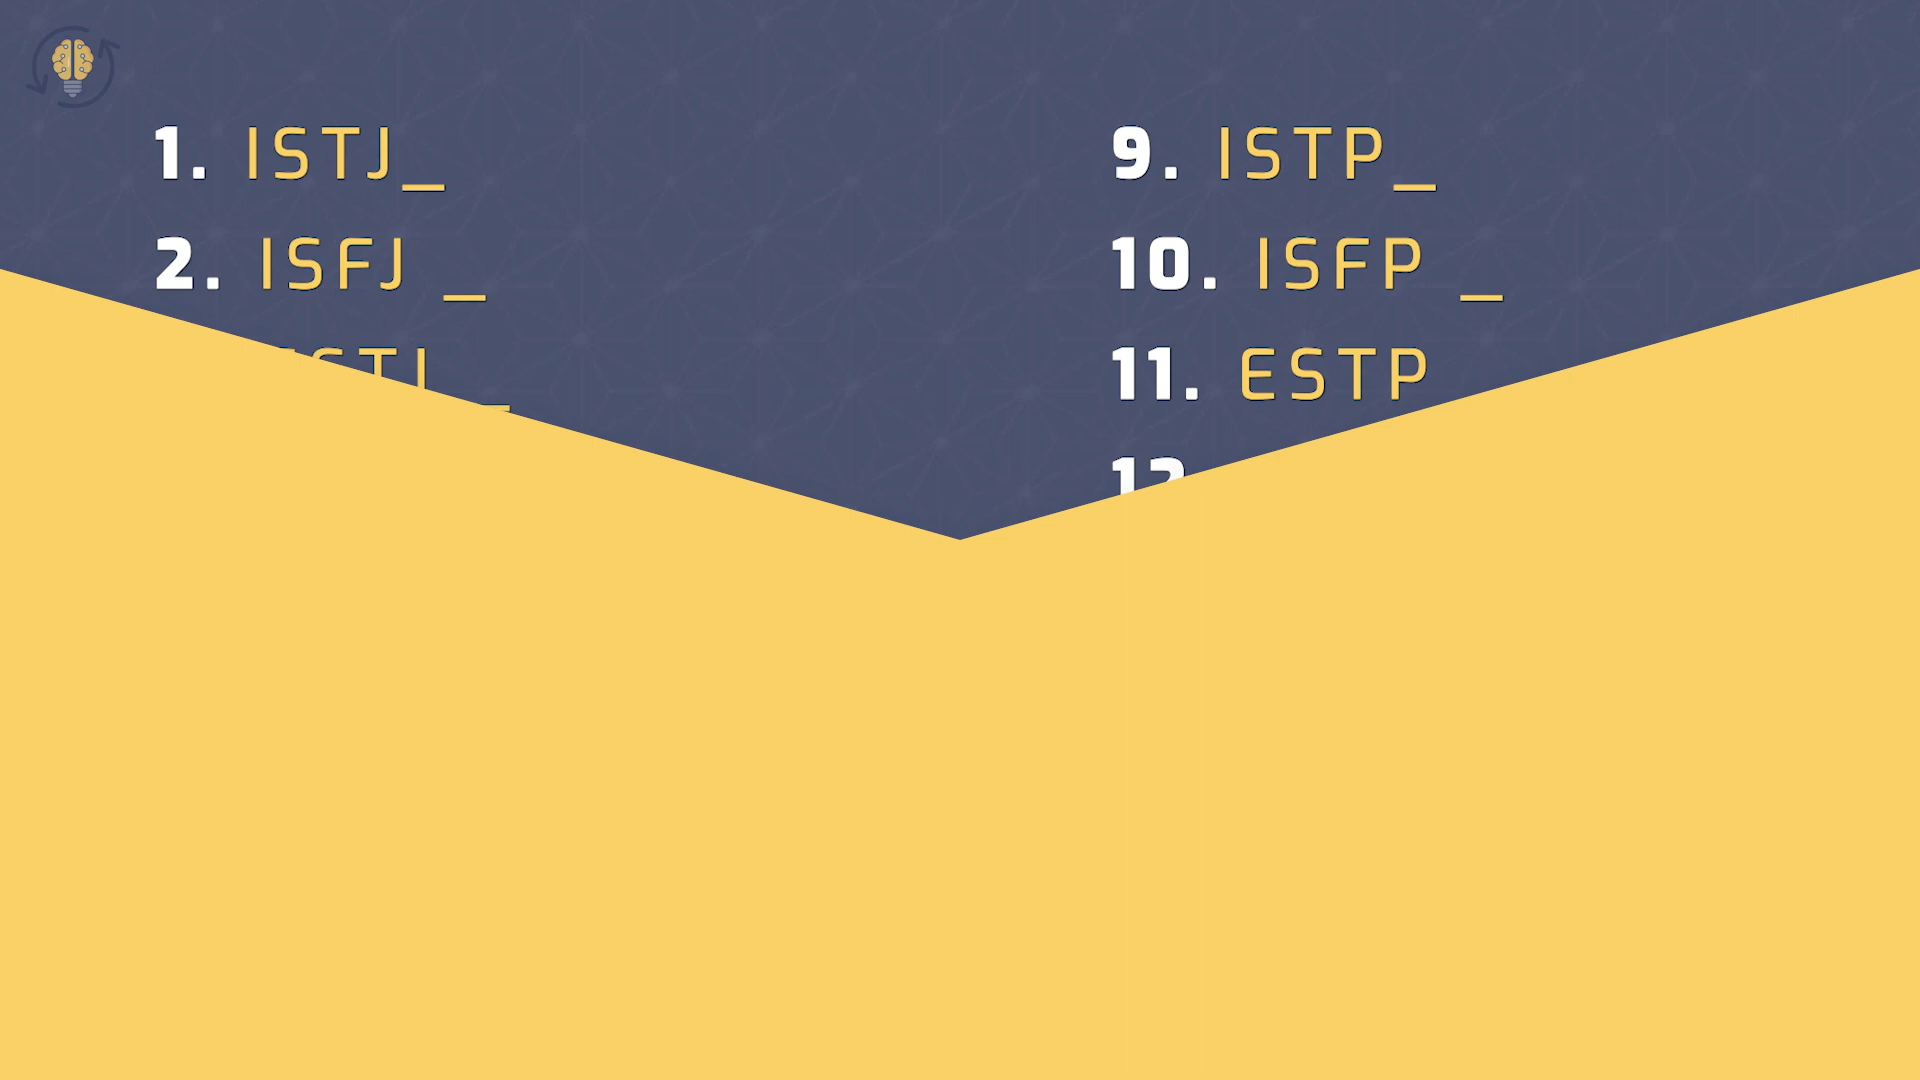 1. ISTJ_
2. ISFJ _
9. ISTP_
10. ISFP _
11. ESTP